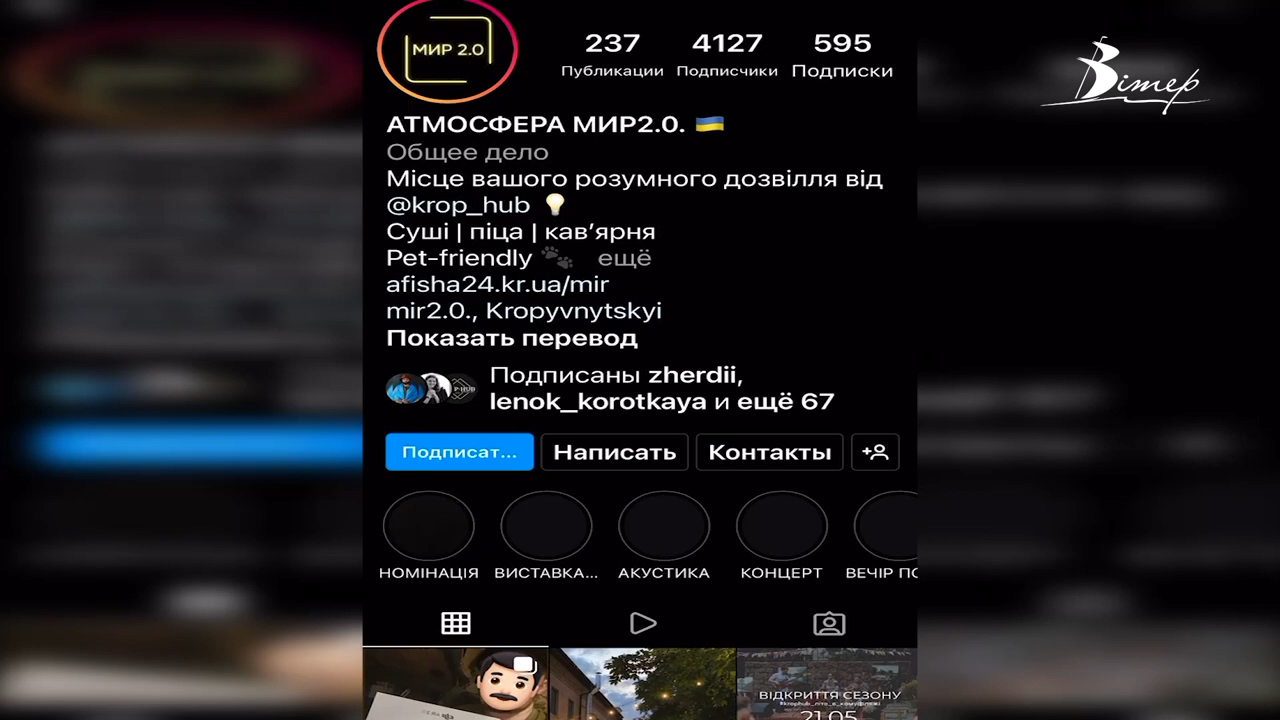 Вітер
МИР 2.0
237 4127 595
Публикации Подписчики Подписки
АТМОСФЕРА МИР2.0.
Общее дело
Місце вашого розумного дозвілля від
@krop_hub
Суші | піца | кав’ярня
Pet-friendly ещё
afisha24.kr.ua/mir
mir2.0., Kropyvnytskyi
Показать перевод
Подписаны zherdii,
lenok_korotkaya и ещё 67
Подписат... Написать Контакты
НОМІНАЦІЯ ВИСТАВКА... АКУСТИКА КОНЦЕРТ ВЕЧІР ПО
ВІДКРИТТЯ СЕЗОНУ
21.05